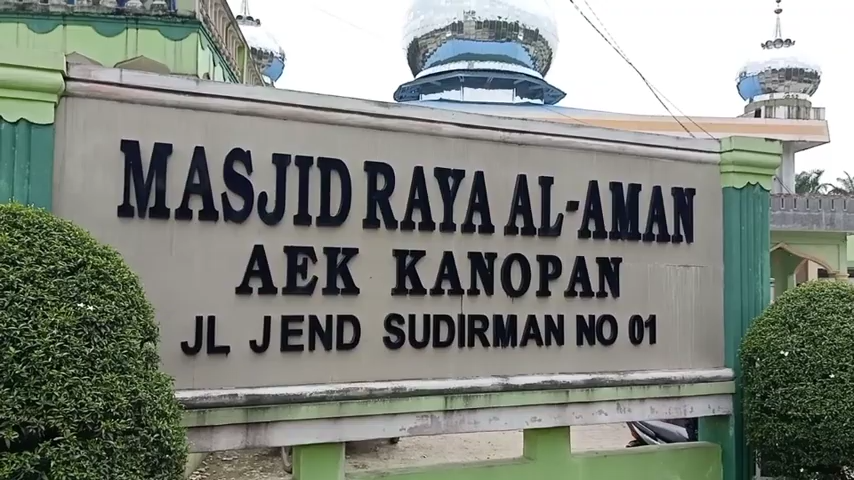 MASJID RAYA AL-AMAN
AEK KANOPAN
JL JEND SUDIRMAN NO 01